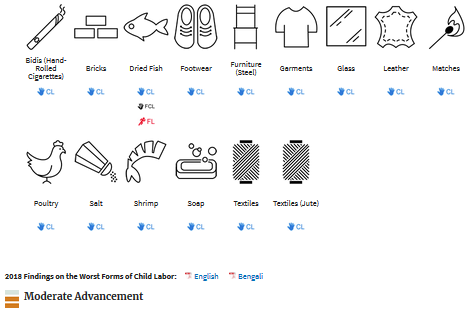 Bidis (Hand-
Rolled
Cigarettes)
Bricks
Dried Fish
Footwear
Furniture
(Steel)
Garments
Glass
Leather
Matches
CL
CL
CL
CL
CL
CL
CL
CL
CL
FCL
FL
Poultry
Salt
Shrimp
Soap
Textiles
Textiles (Jute)
CL
CL
CL
CL
CL
CL
2018 Findings on the Worst Forms of Child Labor: English Bengali
Moderate Advancement